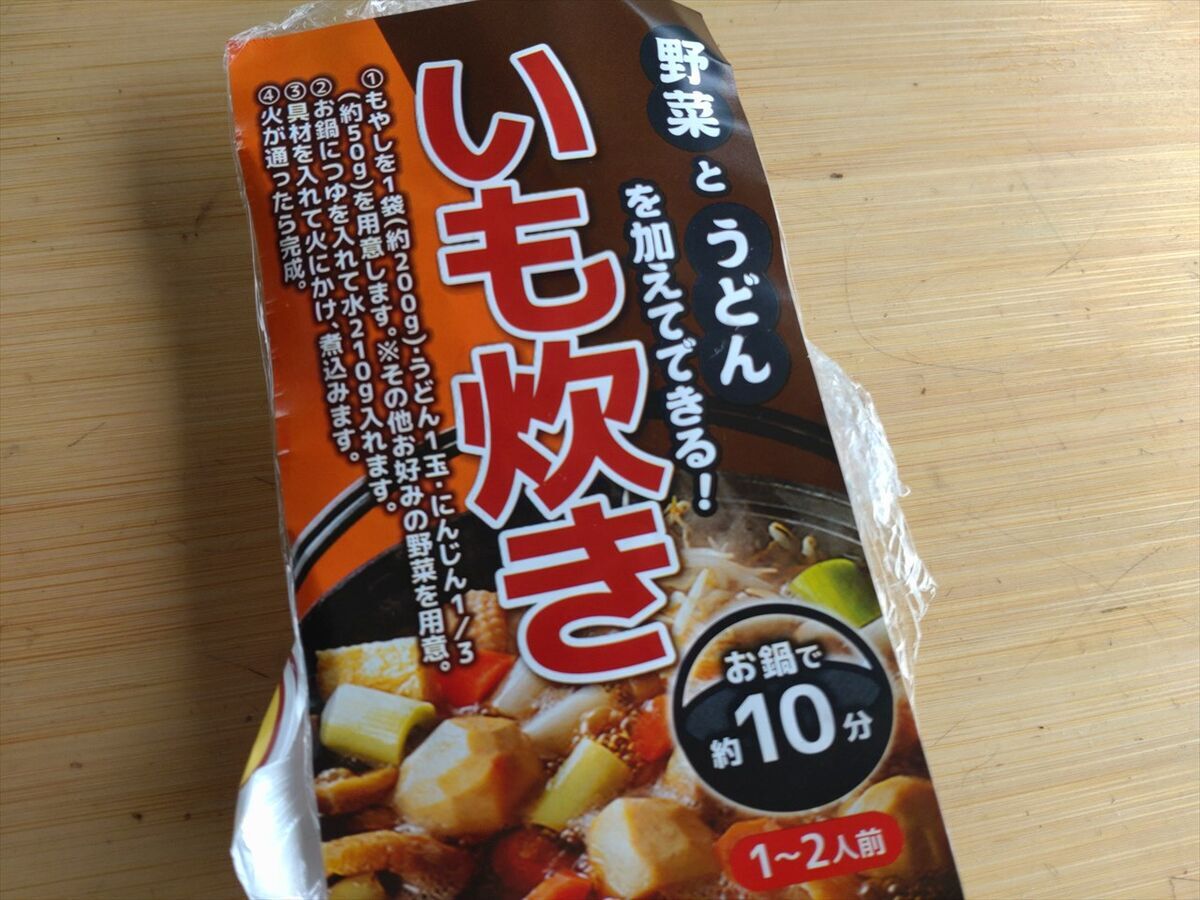 野菜とうどん
を加えてできる!
いも炊き
①もやしを1袋(約200g)・うどん1玉・にんじん1/3
(約50g)を用意します。※その他お好みの野菜を用意。
②お鍋につゆを入れて水210g入れます。
③具材を入れて火にかけ、煮込みます。
④火が通ったら完成。
お鍋で
約10分
1~2人前